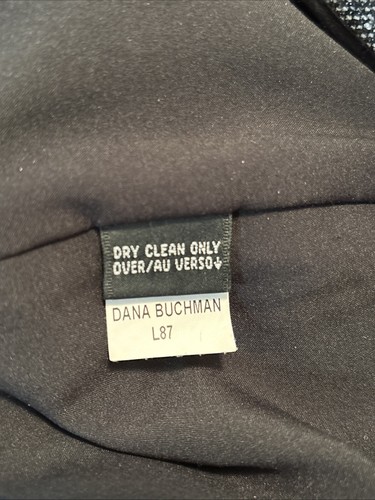 DRY CLEAN ONLY
OVER/AU VERSO↓
DANA BUCHMAN
L87